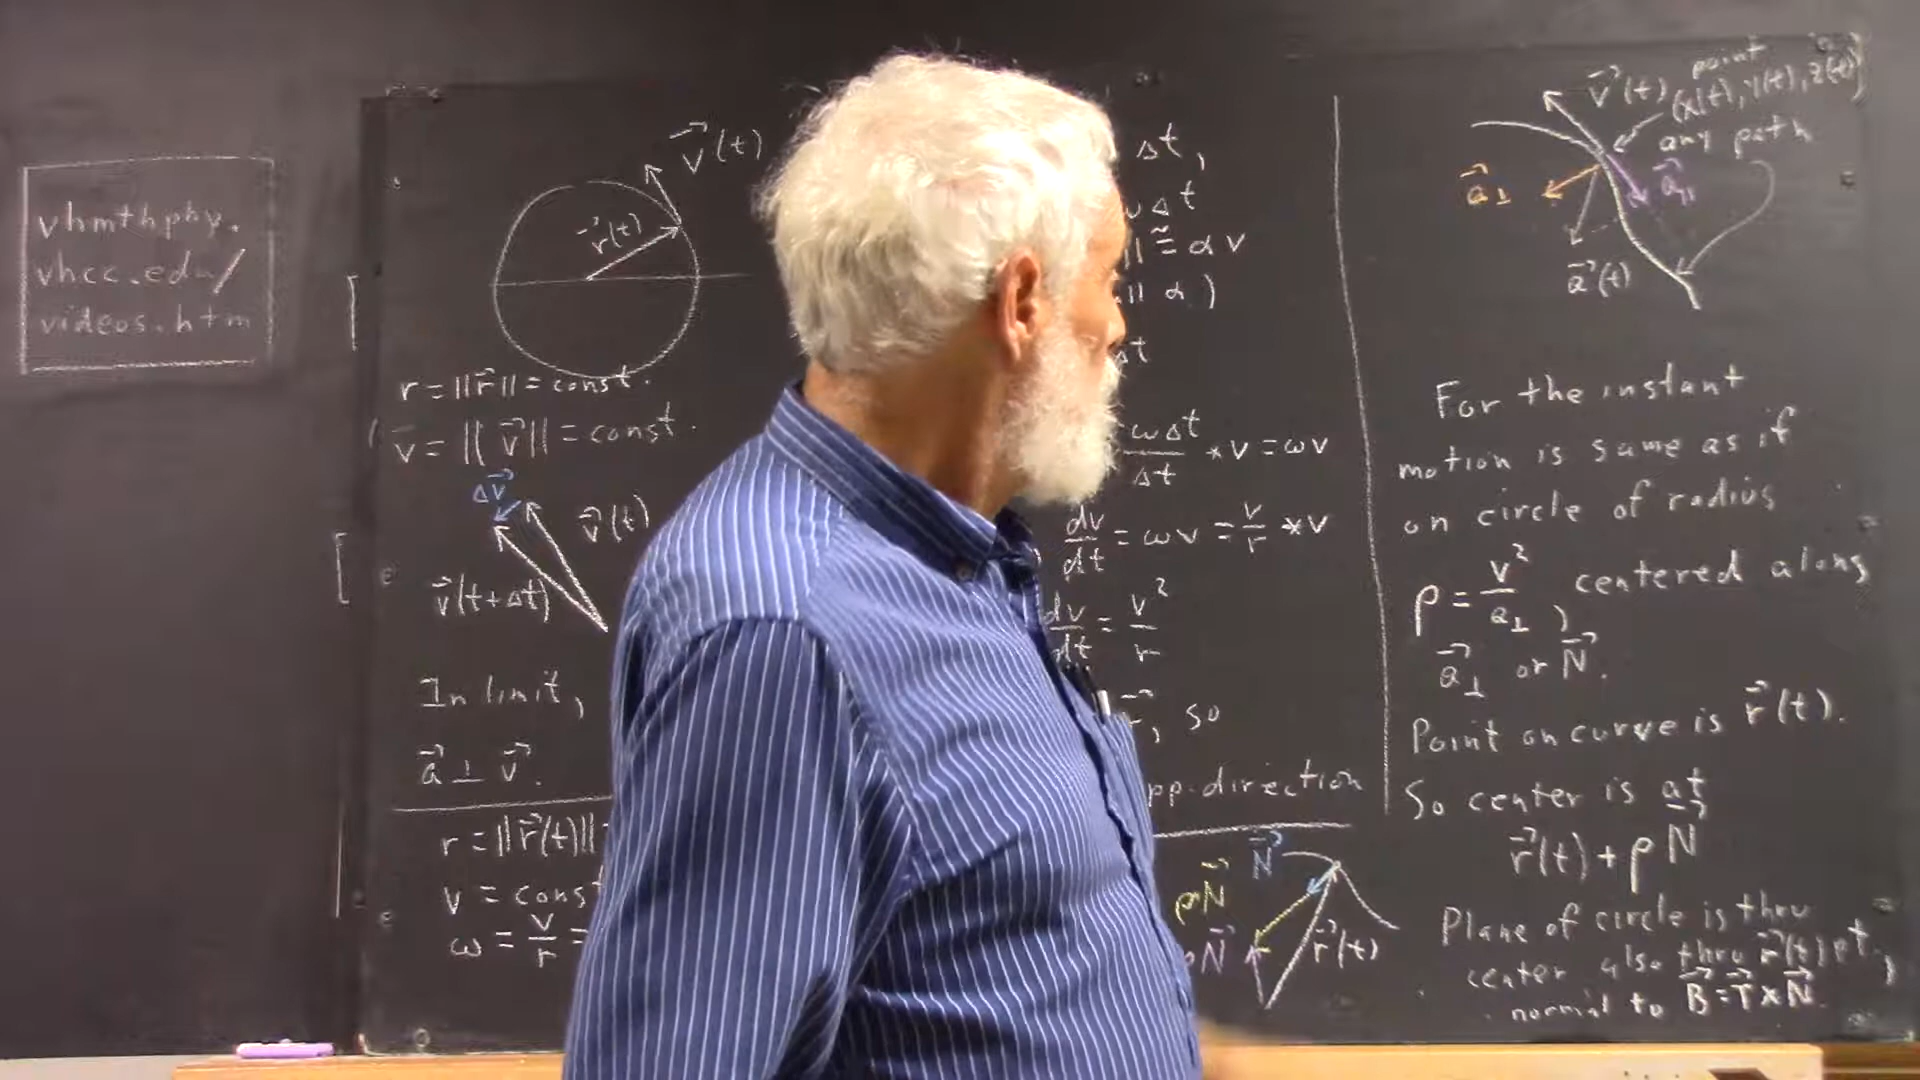 vhmthphy.
vhcc.edu/
videos.htm
v⃗(t)
r⃗(t)
r = ||r⃗|| = const.
v = ||v⃗|| = const.
Δv⃗
v⃗(t)
v⃗(t+Δt)
In limit,
a⃗ ⊥ v⃗.
r = ||r⃗(t)||
v = const
ω = v/r =
Δt,
ωΔt
|| ≅ αv
α)
Δt
ωΔt/Δt * v = ωv
dv/dt = ωv = v/r * v
dv/dt = v²/r
, so
opp. direction
N⃗
ρN⃗
r⃗(t)
N⃗
v⃗(t)
point
(x(t), y(t), z(t))
any path
a⃗⊥
a⃗||
a⃗(t)
For the instant
motion is same as if
on circle of radius
ρ = v²/a⊥, centered along
a⃗⊥ or N⃗.
Point on curve is r⃗(t).
So center is at
r⃗(t) + ρN⃗
Plane of circle is thru
center also thru r⃗(t) pt.,
normal to B⃗ = T⃗ × N⃗.